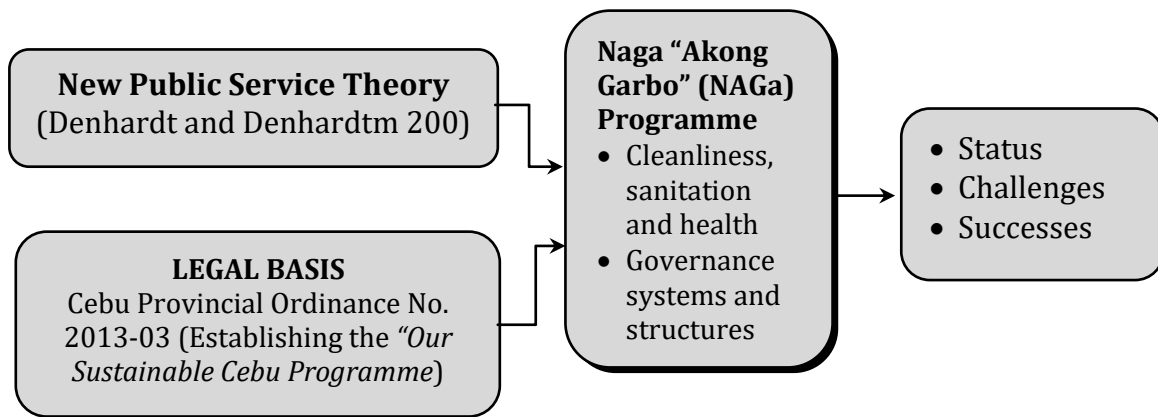 New Public Service Theory
(Denhardt and Denhardtm 200)
LEGAL BASIS
Cebu Provincial Ordinance No.
2013-03 (Establishing the “Our
Sustainable Cebu Programme)
Naga “Akong
Garbo” (NAGa)
Programme
• Cleanliness,
sanitation
and health
• Governance
systems and
structures
• Status
• Challenges
• Successes